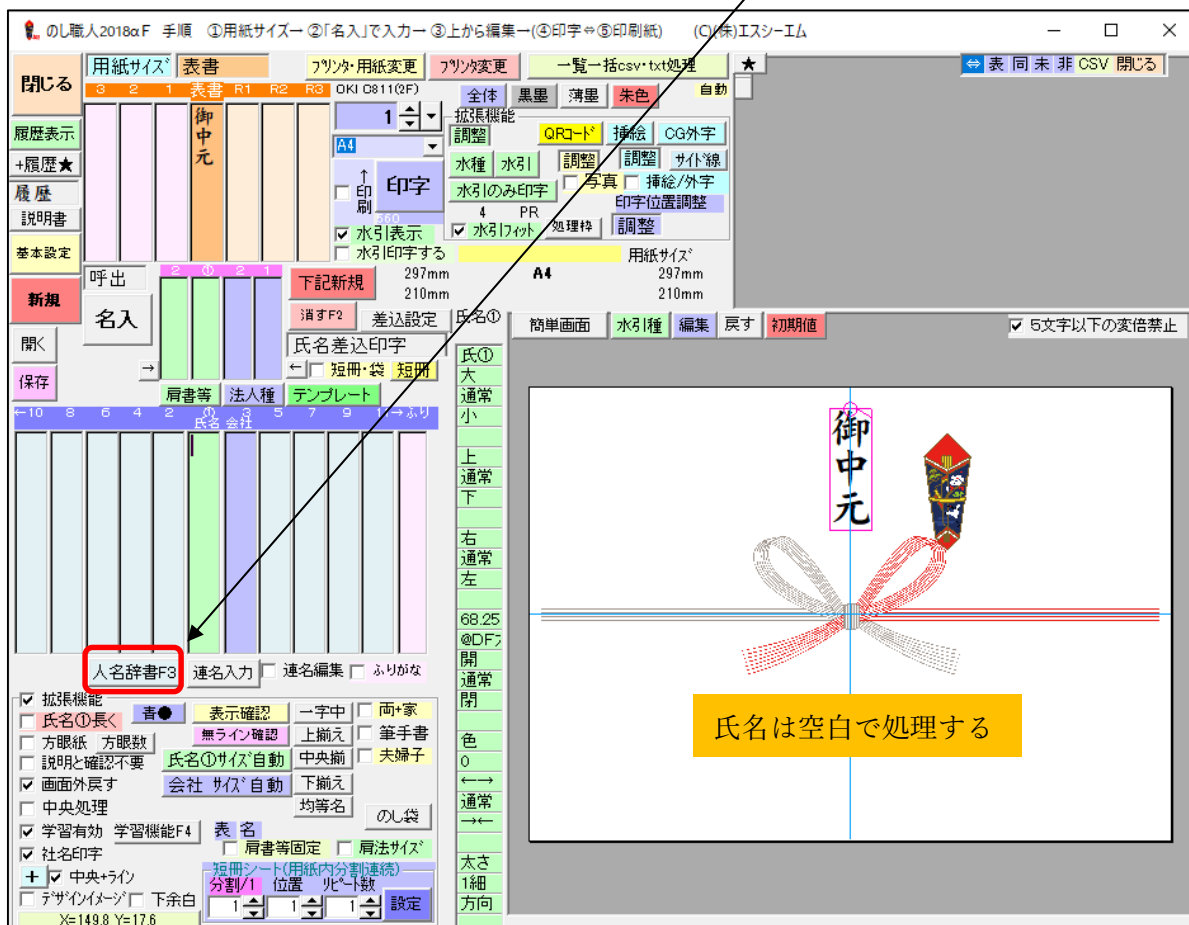 のし職人2018αF 手順 ①用紙サイズ→ ②「名入」で入力→ ③上から編集→(④印字⇔⑤印刷紙) (C)(株)エスシーエム
閉じる
用紙サイズ 表書 プリンタ・用紙変更 プリンタ変更 一覧一括csv・txt処理 ★
⇔ 表 同 未 非 CSV 閉じる
3 2 1 表書 R1 R2 R3 OKI C811(2F)
全体 黒墨 薄墨 朱色 自動
御中元
1
A4
↑印刷
印字
560
水引表示
水引印字する
拡張機能
調整 QRコード 挿絵 CG外字
水種 水引 調整 調整 サイド線
水引のみ印字 写真 挿絵/外字
4 PR 印字位置調整
水引フィット 処理枠 調整
用紙サイズ
297mm A4 297mm
210mm 210mm
履歴表示
+履歴★
履歴
説明書
基本設定
新規
開く
保存
呼出
名入
→
2 ① 2 1
下記新規
消すF2 差込設定
氏名差込印字
← 短冊・袋 短冊
肩書等 法人種 テンプレート
←10 8 6 4 2 ① 3 5 7 9 11→ふり
氏名 会社
人名辞書F3 連名入力 連名編集 ふりがな
氏名①
氏①
大
通常
小
上
通常
下
右
通常
左
68.25
@DFフ
開
通常
閉
色
0
←→
通常
→←
太さ
1細
方向
簡単画面 水引種 編集 戻す 初期値 5文字以下の変倍禁止
御中元
氏名は空白で処理する
拡張機能
氏名①長く 書● 表示確認 一字中 両+家
方眼紙 方眼数 無ライン確認 上揃え 筆手書
説明と確認不要 氏名①サイズ自動 中央揃 夫婦子
画面外戻す 会社 サイズ自動 下揃え
中央処理 均等名 のし袋
学習有効 学習機能F4 表 名
社名印字 肩書等固定 肩法サイズ
+ 中央+ライン
デザインイメージ 下余白
X=149.8 Y=17.6
短冊シート(用紙内分割連続)
分割/1 位置 リピート数
1 1 1 設定